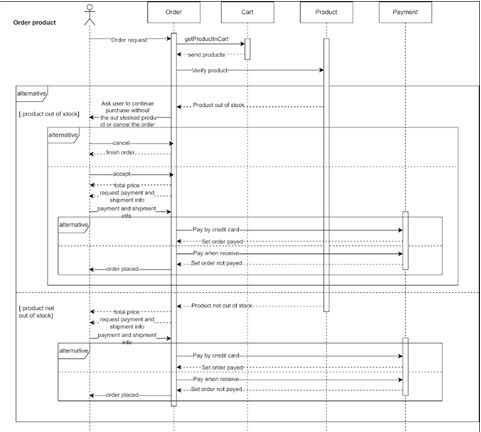 Order product
Order
Cart
Product
Payment
Order request
getProductInCart
send products
Verify product
alternative
[ product out of stock]
Product out of stock
Ask user to continue
purchase without
the out stocked produ
ct or cancel the order
alternative
cancel
finish order
accept
total price
request payment and
shipment info
payment and shipment
info
alternative
Pay by credit card
Set order payed
Pay when receive
Set order not payed
order placed
[ product not
out of stock]
Product not out of stock
total price
request payment and
shipment info
payment and shipment
info
alternative
Pay by credit card
Set order payed
Pay when receive
Set order not payed
order placed